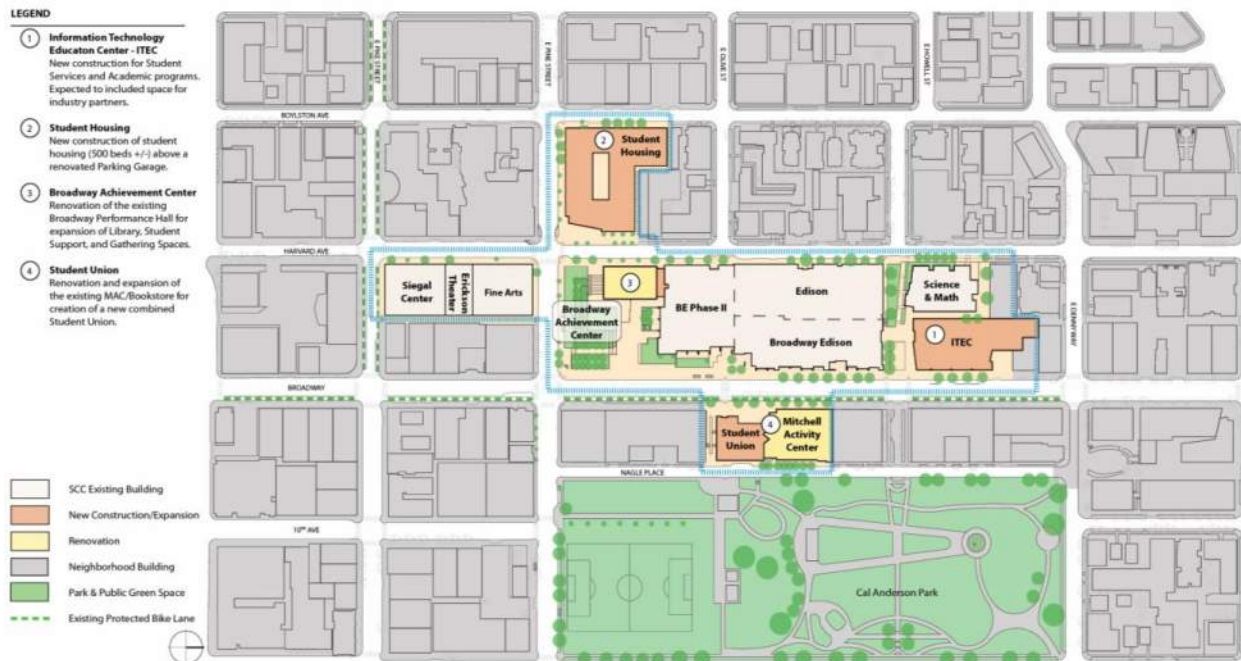 LEGEND
1 Information Technology
Educaton Center - ITEC
New construction for Student
Services and Academic programs.
Expected to included space for
industry partners.
2 Student Housing
New construction of student
housing (500 beds +/-) above a
renovated Parking Garage.
3 Broadway Achievement Center
Renovation of the existing
Broadway Performance Hall for
expansion of Library, Student
Support, and Gathering Spaces.
4 Student Union
Renovation and expansion of
the existing MAC/Bookstore for
creation of a new combined
Student Union.
SCC Existing Building
New Construction/Expansion
Renovation
Neighborhood Building
Park & Public Green Space
Existing Protected Bike Lane
E PIKE STREET
E PINE STREET
E OLIVE ST
E HOWELL ST
BOYLSTON AVE
2 Student
Housing
HARVARD AVE
Siegal
Center
Erickson
Theater
Fine Arts
3
Broadway
Achievement
Center
BE Phase II
Edison
Broadway Edison
Science
& Math
1
ITEC
E DENNY WAY
BROADWAY
4
Student
Union
Mitchell
Activity
Center
NAGLE PLACE
10TH AVE
Cal Anderson Park